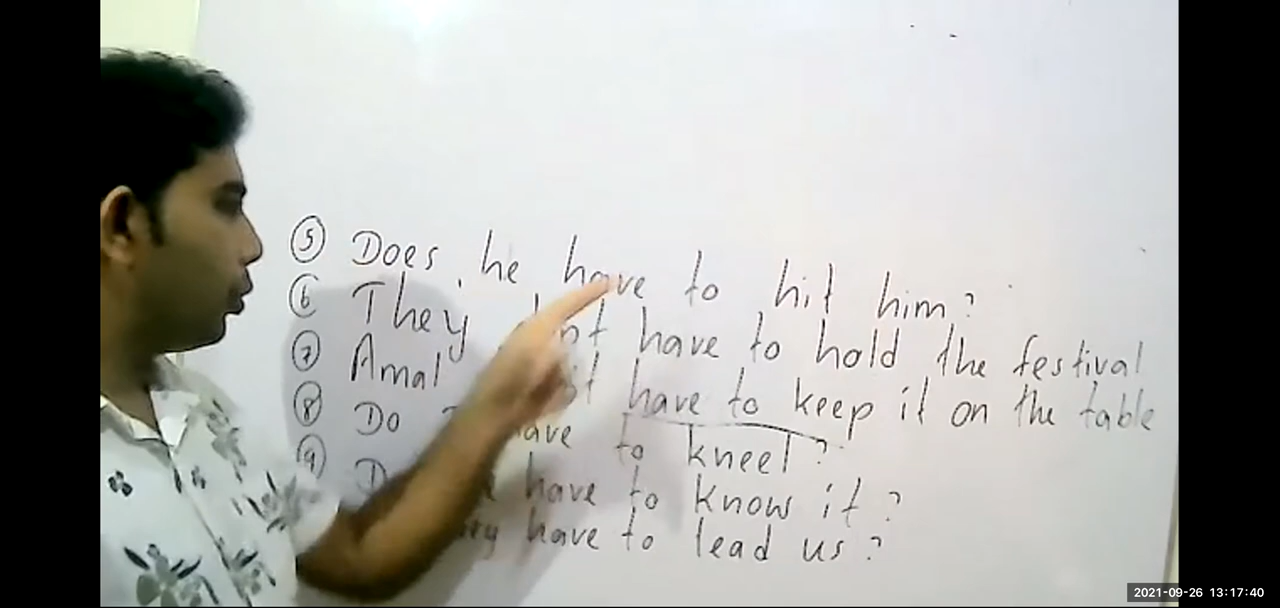 5 Does he have to hit him?
6 They have to hold the festival
7 Amal have to keep it on the table
8 Do have to kneel?
9 have to know it?
have to lead us?
2021-09-26 13:17:40